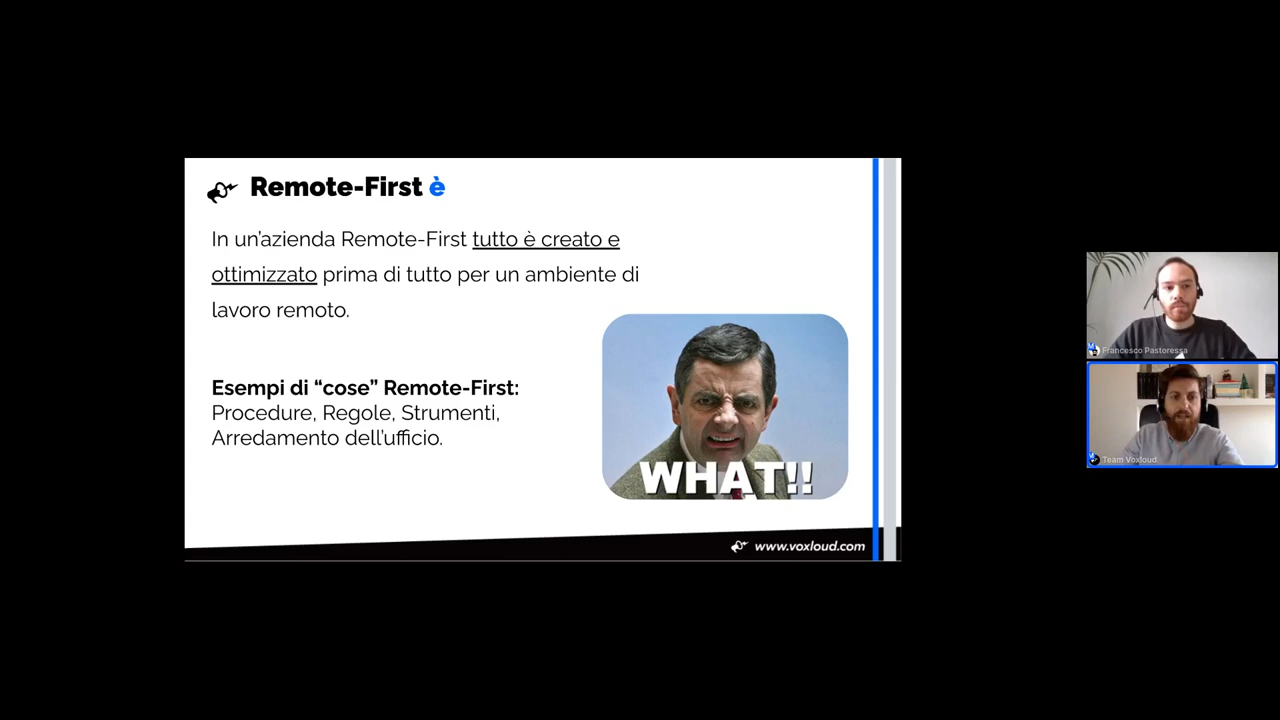 Remote-First è
In un’azienda Remote-First tutto è creato e
ottimizzato prima di tutto per un ambiente di
lavoro remoto.
Esempi di “cose” Remote-First:
Procedure, Regole, Strumenti,
Arredamento dell’ufficio.
WHAT!!
www.voxloud.com
Francesco Pastoressa
Team Voxloud